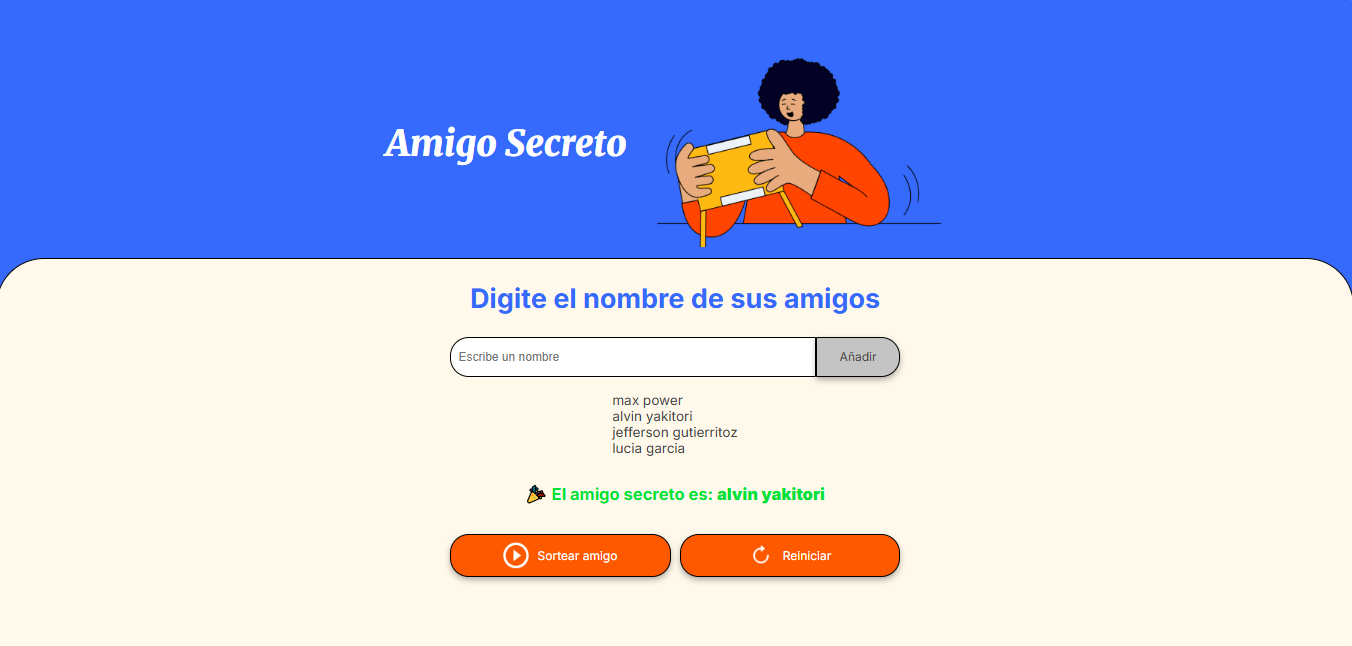 Amigo Secreto
Digite el nombre de sus amigos
Escribe un nombre
Añadir
max power
alvin yakitori
jefferson gutierritoz
lucia garcia
🎉 El amigo secreto es: alvin yakitori
Sortear amigo
Reiniciar